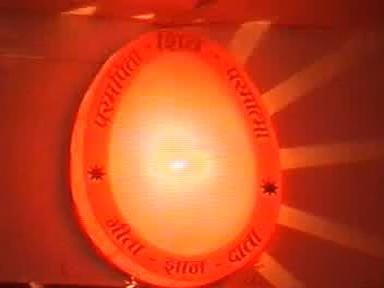 परमपिता - शिव - परमात्मा
गीता - ज्ञान - दाता